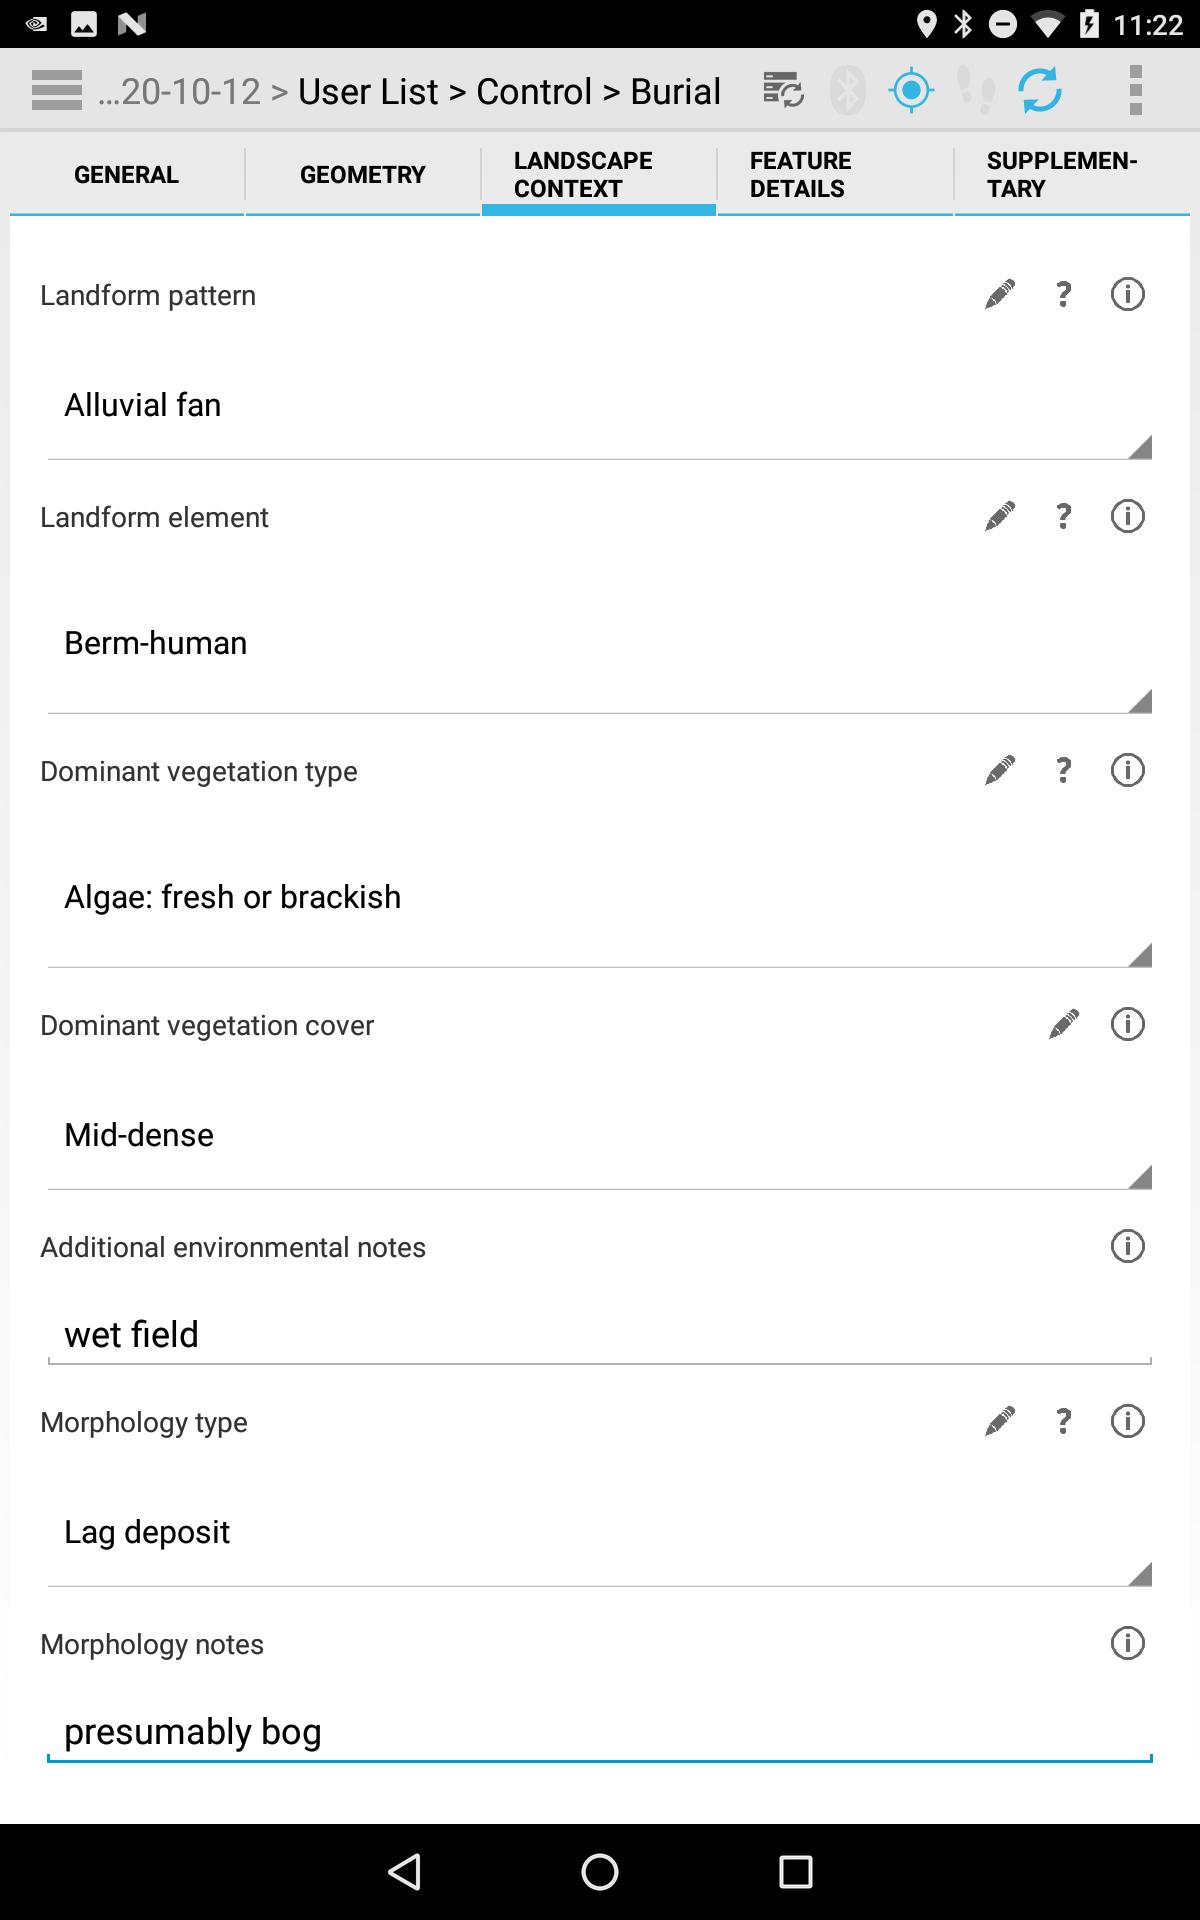 11:22
...20-10-12 > User List > Control > Burial
GENERAL
GEOMETRY
LANDSCAPE
CONTEXT
FEATURE
DETAILS
SUPPLEMEN-
TARY
Landform pattern
?
Alluvial fan
Landform element
?
Berm-human
Dominant vegetation type
?
Algae: fresh or brackish
Dominant vegetation cover
Mid-dense
Additional environmental notes
wet field
Morphology type
?
Lag deposit
Morphology notes
presumably bog